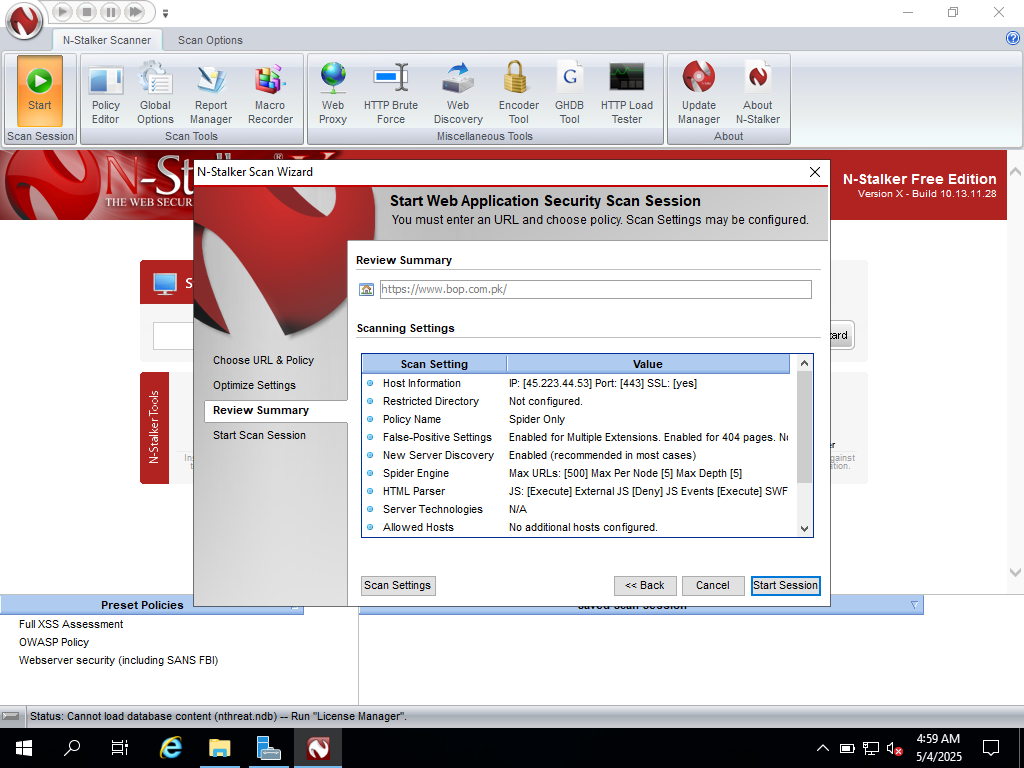 N-Stalker Scanner
Scan Options
Start
Scan Session
Policy Editor
Global Options
Report Manager
Macro Recorder
Scan Tools
Web Proxy
HTTP Brute Force
Web Discovery
Encoder Tool
GHDB Tool
HTTP Load Tester
Miscellaneous Tools
Update Manager
About N-Stalker
About
N-St
THE WEB SECUR
N-Stalker Free Edition
Version X - Build 10.13.11.28
N-Stalker Scan Wizard
Start Web Application Security Scan Session
You must enter an URL and choose policy. Scan Settings may be configured.
Choose URL & Policy
Optimize Settings
Review Summary
Start Scan Session
Review Summary
https://www.bop.com.pk/
Scanning Settings
Scan Setting Value
Host Information IP: [45.223.44.53] Port: [443] SSL: [yes]
Restricted Directory Not configured.
Policy Name Spider Only
False-Positive Settings Enabled for Multiple Extensions. Enabled for 404 pages. N
New Server Discovery Enabled (recommended in most cases)
Spider Engine Max URLs: [500] Max Per Node [5] Max Depth [5]
HTML Parser JS: [Execute] External JS [Deny] JS Events [Execute] SWF
Server Technologies N/A
Allowed Hosts No additional hosts configured.
Scan Settings
<< Back
Cancel
Start Session
S
ard
N-Stalker Tools
In
er
gainst
tion.
Preset Policies
Full XSS Assessment
OWASP Policy
Webserver security (including SANS FBI)
Saved Scan Session
Status: Cannot load database content (nthreat.ndb) -- Run "License Manager".
4:59 AM
5/4/2025